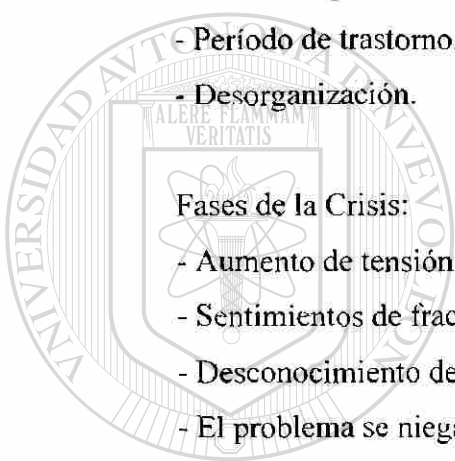 - Período de trastorno.
- Desorganización.
ALERE FLAMMAM
VERITATIS
Fases de la Crisis:
- Aumento de tensión
- Sentimientos de
- Desconocimiento de
- El problema se niega